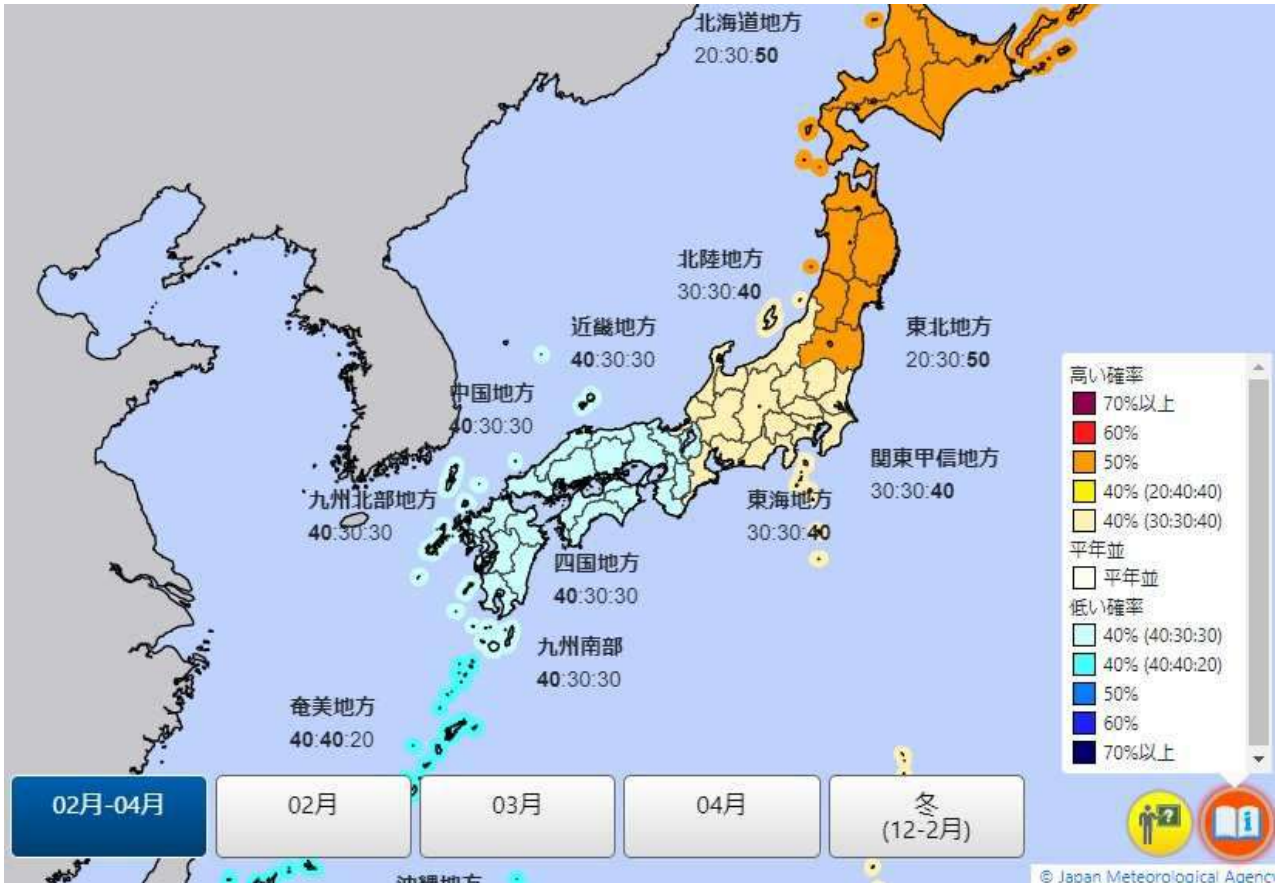 北海道地方
20:30:50
北陸地方
30:30:40
近畿地方
40:30:30
東北地方
20:30:50
中国地方
40:30:30
関東甲信地方
30:30:40
九州北部地方
40:30:30
東海地方
30:30:40
四国地方
40:30:30
九州南部
40:30:30
奄美地方
40:40:20
沖縄地方
高い確率
70%以上
60%
50%
40% (20:40:40)
40% (30:30:40)
平年並
平年並
低い確率
40% (40:30:30)
40% (40:40:20)
50%
60%
70%以上
02月-04月
02月
03月
04月
冬
(12-2月)
© Japan Meteorological Agency